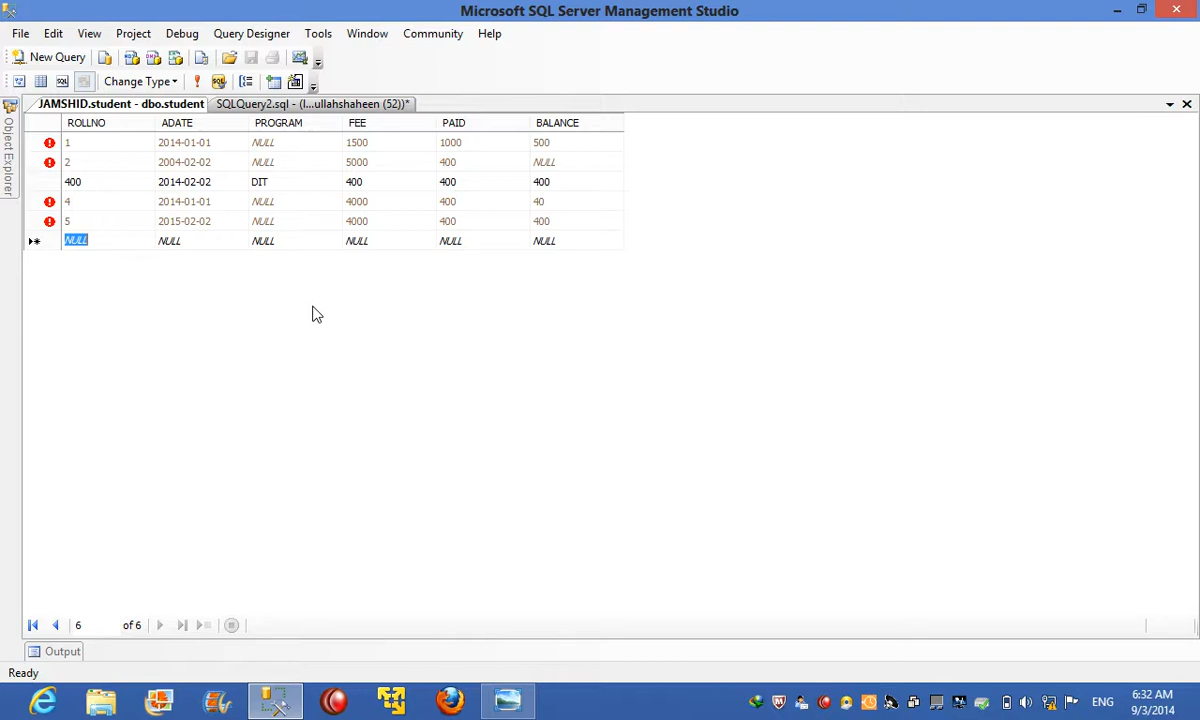 Microsoft SQL Server Management Studio
File Edit View Project Debug Query Designer Tools Window Community Help
New Query
Change Type
JAMSHID.student - dbo.student SQLQuery2.sql - (l...ullahshaheen (52))*
Object Explorer
ROLLNO ADATE PROGRAM FEE PAID BALANCE
1 2014-01-01 NULL 1500 1000 500
2 2004-02-02 NULL 5000 400 NULL
400 2014-02-02 DIT 400 400 400
4 2014-01-01 NULL 4000 400 40
5 2015-02-02 NULL 4000 400 400
NULL NULL NULL NULL NULL NULL
6 of 6
Output
Ready
ENG
6:32 AM
9/3/2014